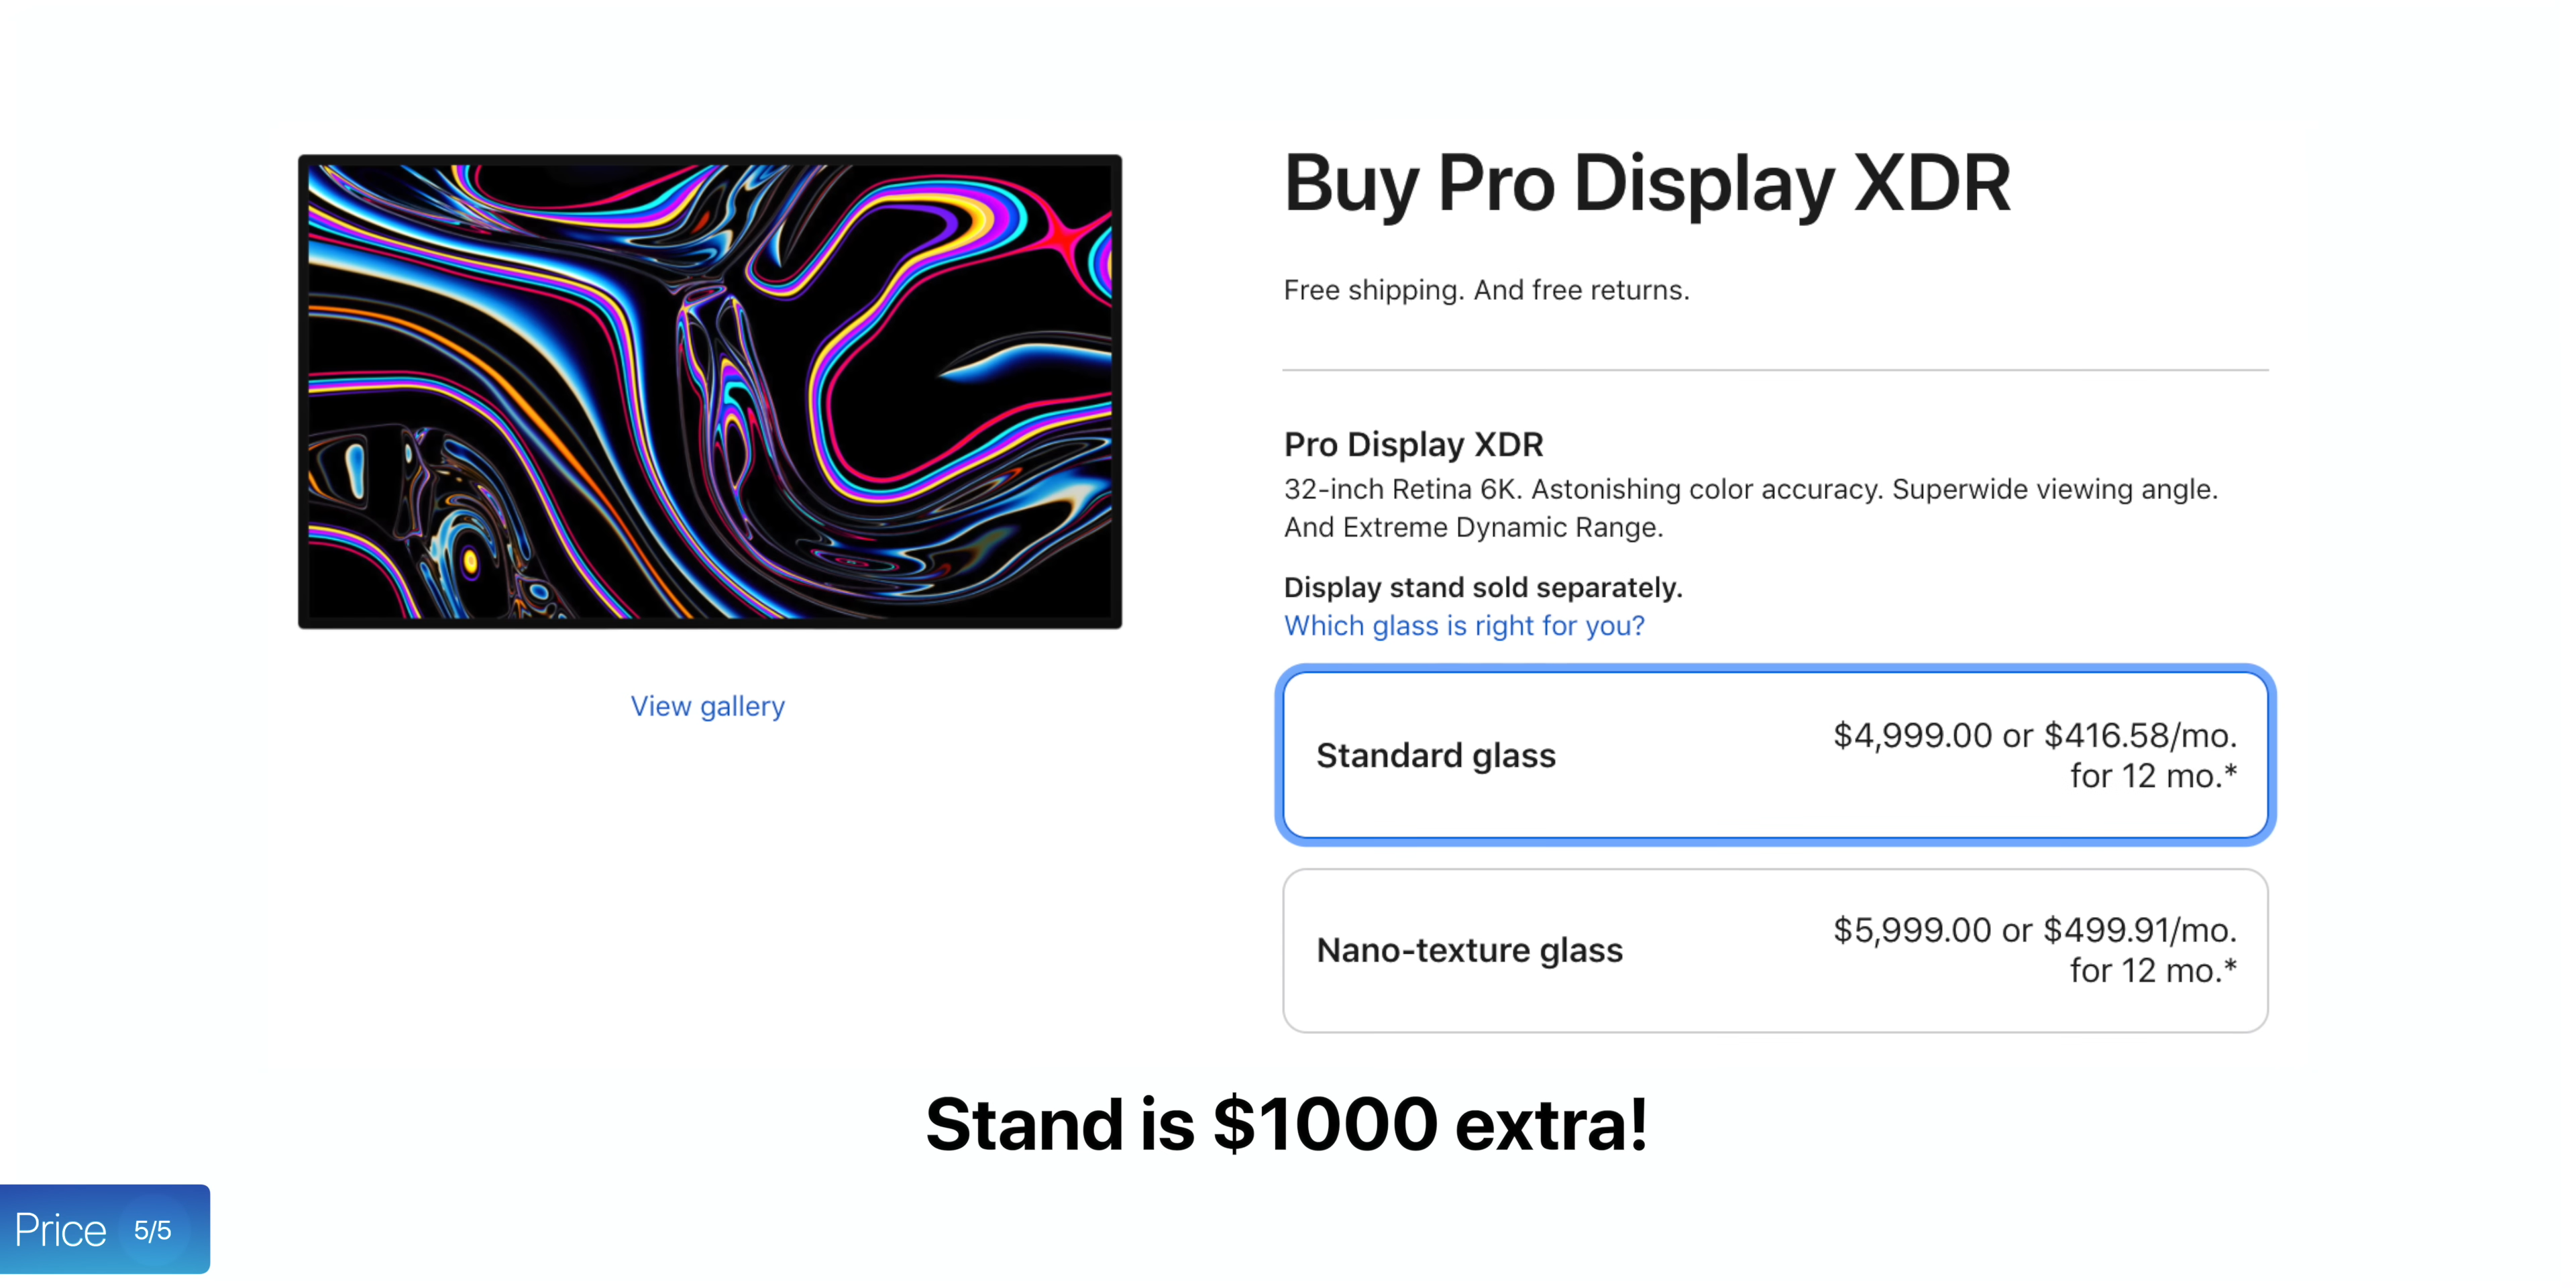 Buy Pro Display XDR
Free shipping. And free returns.
Pro Display XDR
32-inch Retina 6K. Astonishing color accuracy. Superwide viewing angle.
And Extreme Dynamic Range.
Display stand sold separately.
Which glass is right for you?
View gallery
Standard glass
$4,999.00 or $416.58/mo.
for 12 mo.*
Nano-texture glass
$5,999.00 or $499.91/mo.
for 12 mo.*
Stand is $1000 extra!
Price 5/5